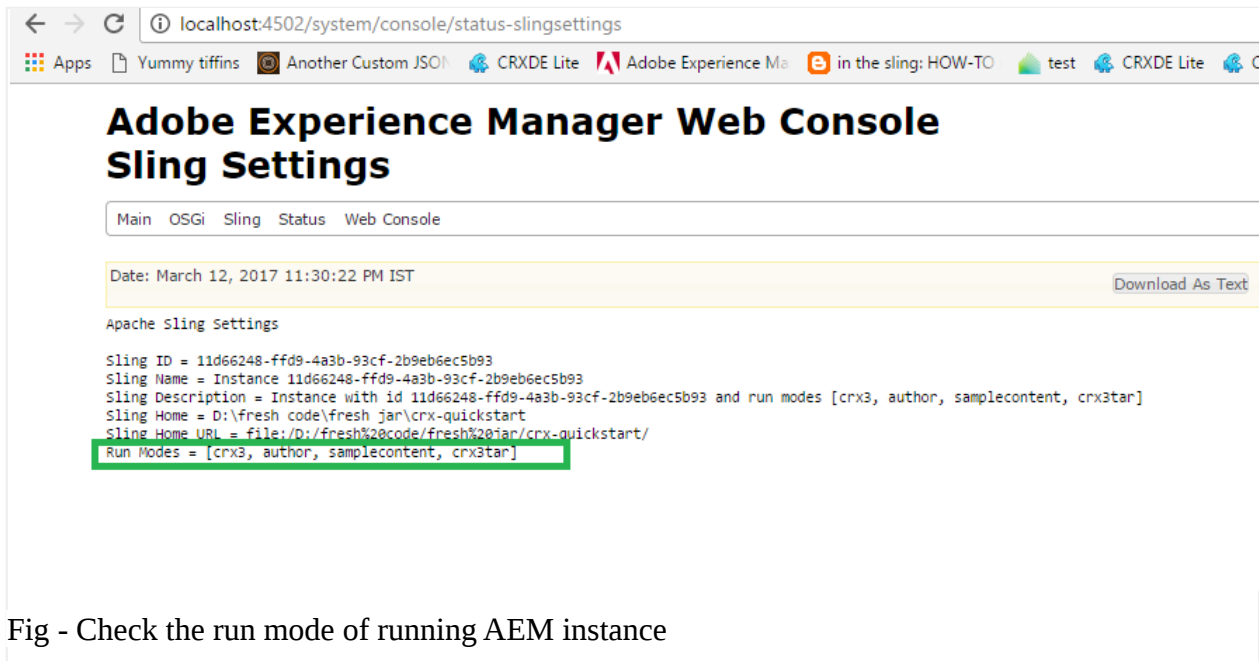 localhost:4502/system/console/status-slingsettings
Apps Yummy tiffins Another Custom JSON CRXDE Lite Adobe Experience Ma in the sling: HOW-TO test CRXDE Lite
Adobe Experience Manager Web Console
Sling Settings
Main OSGi Sling Status Web Console
Date: March 12, 2017 11:30:22 PM IST
Download As Text
Apache Sling Settings
Sling ID = 11d66248-ffd9-4a3b-93cf-2b9eb6ec5b93
Sling Name = Instance 11d66248-ffd9-4a3b-93cf-2b9eb6ec5b93
Sling Description = Instance with id 11d66248-ffd9-4a3b-93cf-2b9eb6ec5b93 and run modes [crx3, author, samplecontent, crx3tar]
Sling Home = D:\fresh code\fresh jar\crx-quickstart
Sling Home URL = file:/D:/fresh%20code/fresh%20jar/crx-quickstart/
Run Modes = [crx3, author, samplecontent, crx3tar]
Fig - Check the run mode of running AEM instance